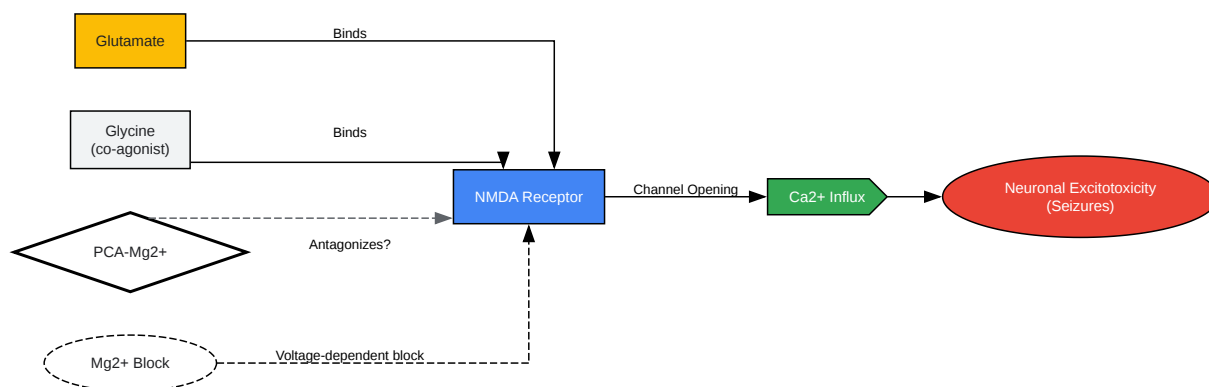 Glutamate
Binds
Glycine
(co-agonist)
Binds
NMDA Receptor
Channel Opening
Ca2+ Influx
Neuronal Excitotoxicity
(Seizures)
PCA-Mg2+
Antagonizes?
Mg2+ Block
Voltage-dependent block